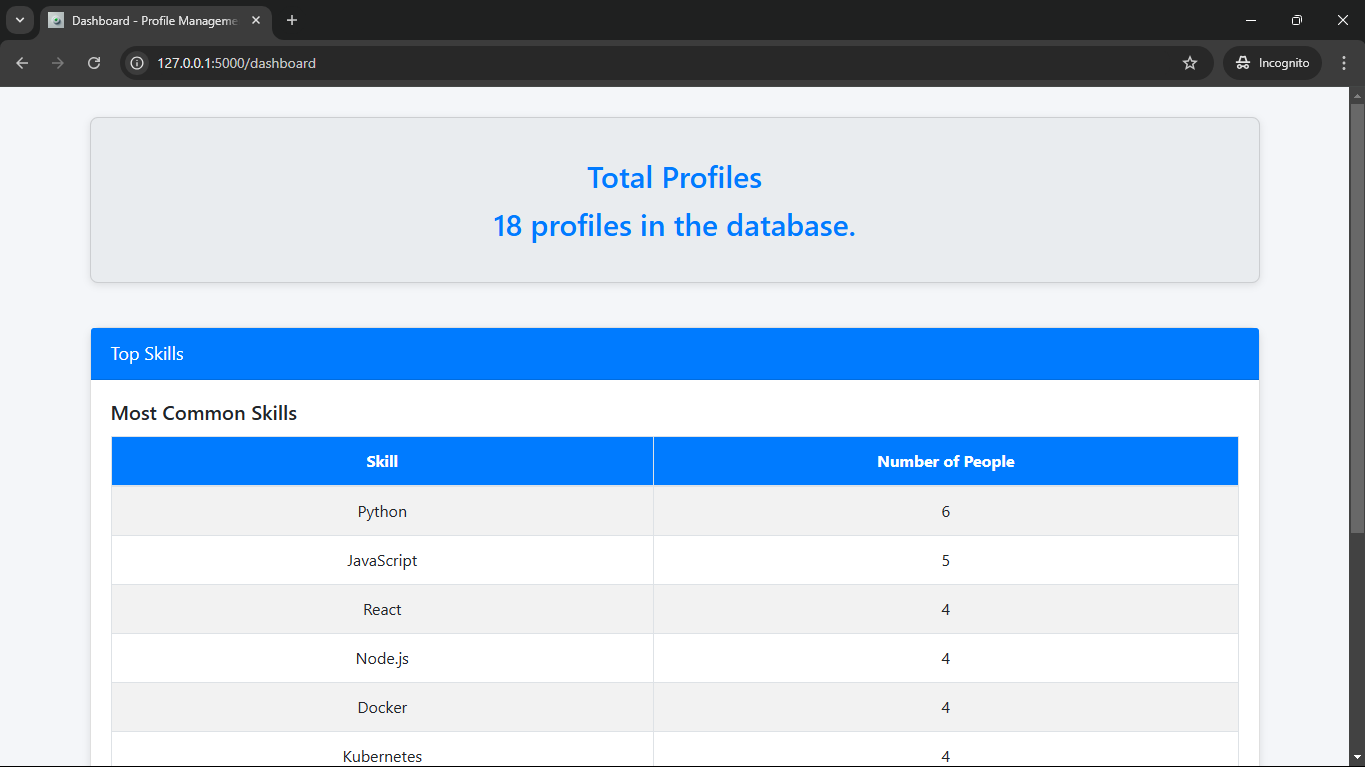 Dashboard - Profile Manageme
127.0.0.1:5000/dashboard
Incognito
Total Profiles
18 profiles in the database.
Top Skills
Most Common Skills
Skill Number of People
Python 6
JavaScript 5
React 4
Node.js 4
Docker 4
Kubernetes 4